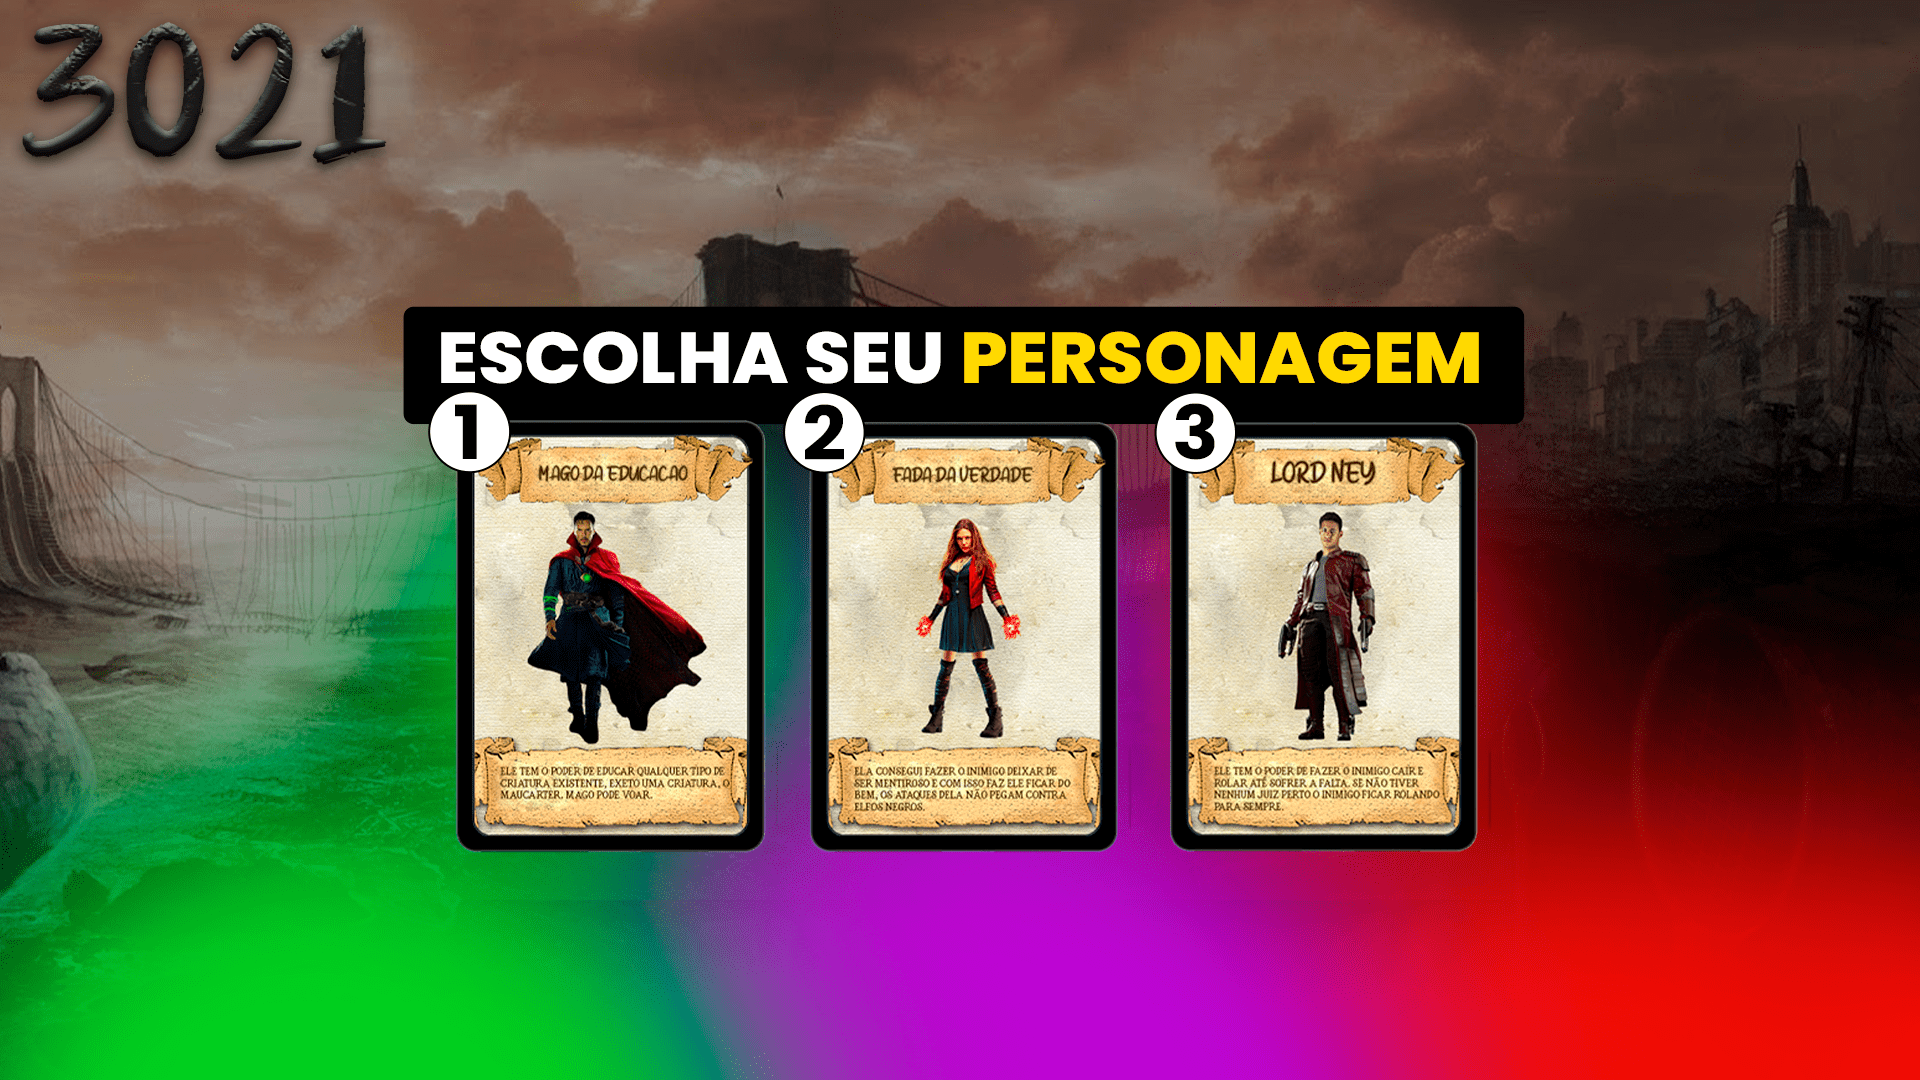 3021
ESCOLHA SEU PERSONAGEM
1
MAGO DA EDUCACAO
ELE TEM O PODER DE EDUCAR QUALQUER TIPO DE
CRIATURA EXISTENTE, EXETO UMA CRIATURA, O
MAUCARTER. MAGO PODE VOAR.
2
FADA DA VERDADE
ELA CONSEGUI FAZER O INIMIGO DEIXAR DE
SER MENTIROSO E COM ISSO FAZ ELE FICAR DO
BEM, OS ATAQUES DELA NÃO PEGAM CONTRA
ELFOS NEGROS.
3
LORD NEY
ELE TEM O PODER DE FAZER O INIMIGO CAIR E
ROLAR ATÉ SOFRER A FALTA. SE NÃO TIVER
NENHUM JUIZ PERTO O INIMIGO FICAR ROLANDO
PARA SEMPRE.